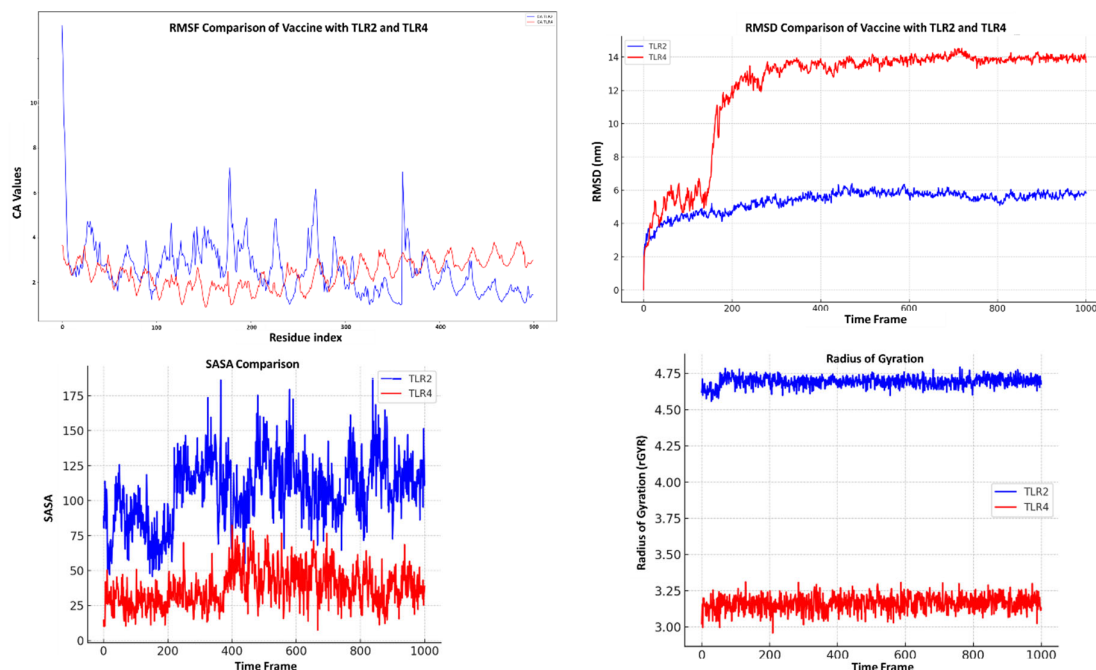 RMSF Comparison of Vaccine with TLR2 and TLR4
CA TLR2
CA TLR4
CA Values
10
8
6
4
2
0
100
200
300
400
500
Residue index
RMSD Comparison of Vaccine with TLR2 and TLR4
TLR2
TLR4
RMSD (nm)
14
12
10
8
6
4
2
0
0
200
400
600
800
1000
Time Frame
SASA Comparison
TLR2
TLR4
SASA
175
150
125
100
75
50
25
0
0
200
400
600
800
1000
Time Frame
Radius of Gyration
TLR2
TLR4
Radius of Gyration (rGYR)
4.75
4.50
4.25
4.00
3.75
3.50
3.25
3.00
0
200
400
600
800
1000
Time Frame